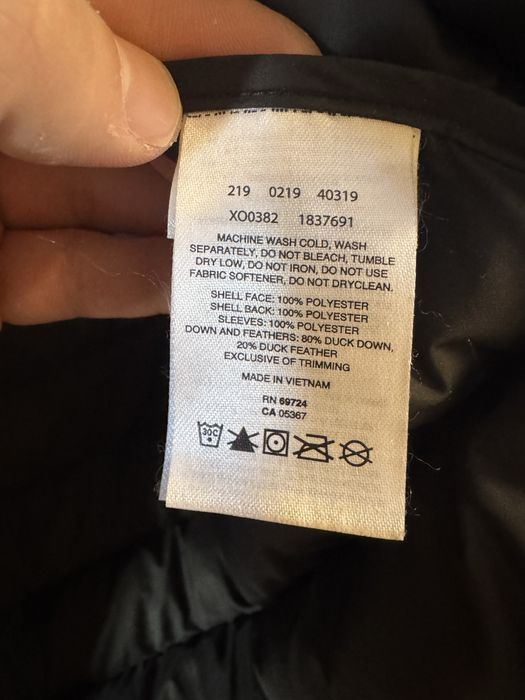 219 0219 40319
XO0382 1837691
MACHINE WASH COLD, WASH
SEPARATELY, DO NOT BLEACH, TUMBLE
DRY LOW, DO NOT IRON, DO NOT USE
FABRIC SOFTENER, DO NOT DRYCLEAN.
SHELL FACE: 100% POLYESTER
SHELL BACK: 100% POLYESTER
SLEEVES: 100% POLYESTER
DOWN AND FEATHERS: 80% DUCK DOWN,
20% DUCK FEATHER
EXCLUSIVE OF TRIMMING
MADE IN VIETNAM
RN 69724
CA 05367
30C